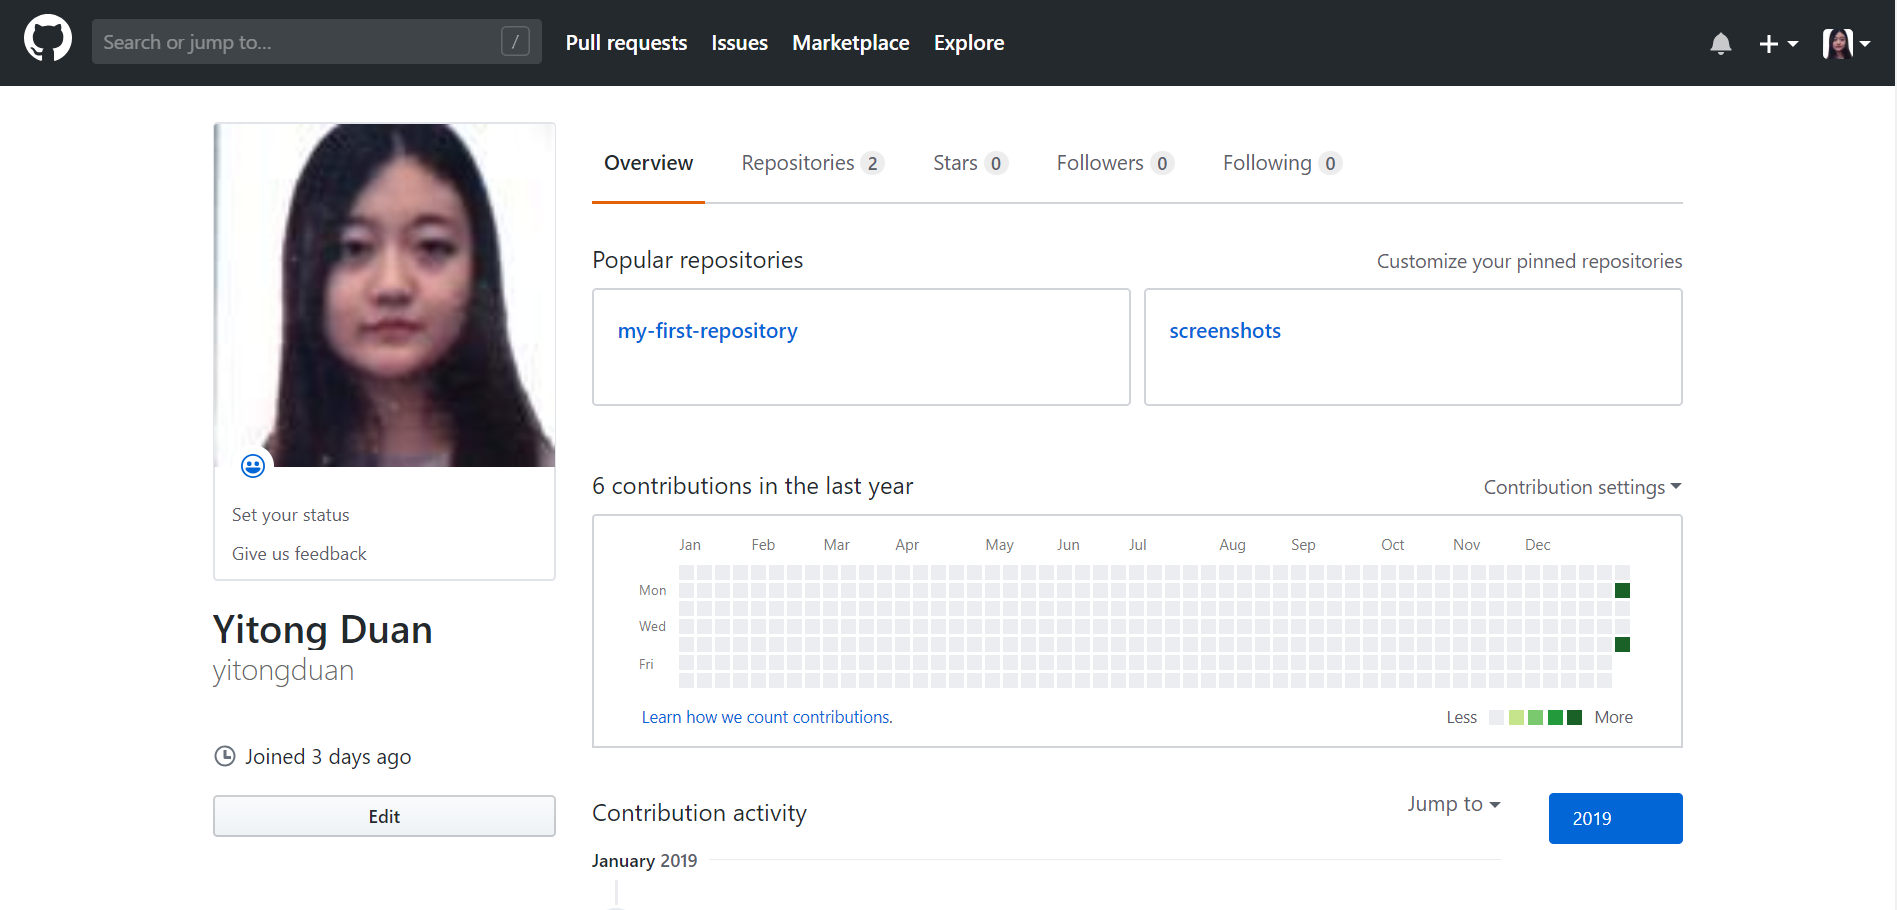 Search or jump to...
/
Pull requests
Issues
Marketplace
Explore
Overview
Repositories 2
Stars 0
Followers 0
Following 0
Popular repositories
Customize your pinned repositories
my-first-repository
screenshots
Set your status
Give us feedback
Yitong Duan
yitongduan
Joined 3 days ago
Edit
6 contributions in the last year
Contribution settings
Jan Feb Mar Apr May Jun Jul Aug Sep Oct Nov Dec
Mon
Wed
Fri
Learn how we count contributions.
Less More
Contribution activity
Jump to
2019
January 2019